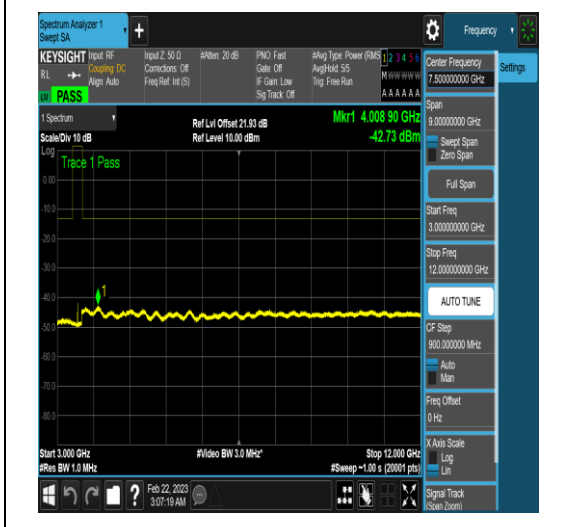 Spectrum Analyzer 1
Swept SA
Frequency
KEYSIGHT
RL
Input: RF
Coupling: DC
Align: Auto
Input Z: 50 Ω
Corrections: Off
Freq Ref: Int (S)
#Atten: 20 dB
PNO: Fast
Gate: Off
IF Gain: Low
Sig Track: Off
#Avg Type: Power (RMS
Avg|Hold: 5/5
Trig: Free Run
1 2 3 4 5 6
M W W W W W
A A A A A A
PASS
1 Spectrum
Scale/Div 10 dB
Ref Lvl Offset 21.93 dB
Ref Level 10.00 dBm
Mkr1 4.008 90 GHz
-42.73 dBm
Log
Trace 1 Pass
0.00
-10.0
-20.0
-30.0
-40.0
-50.0
-60.0
-70.0
-80.0
1
Start 3.000 GHz
#Res BW 1.0 MHz
#Video BW 3.0 MHz*
Stop 12.000 GHz
#Sweep ~1.00 s (20001 pts)
Feb 22, 2023
3:07:19 AM
Settings
Center Frequency
7.500000000 GHz
Span
9.00000000 GHz
Swept Span
Zero Span
Full Span
Start Freq
3.000000000 GHz
Stop Freq
12.000000000 GHz
AUTO TUNE
CF Step
900.000000 MHz
Auto
Man
Freq Offset
0 Hz
X Axis Scale
Log
Lin
Signal Track
(Span Zoom)